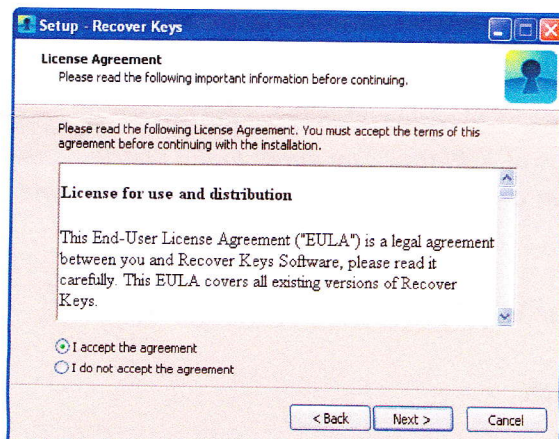 Setup - Recover Keys
License Agreement
Please read the following important information before continuing.
Please read the following License Agreement. You must accept the terms of this
agreement before continuing with the installation.
License for use and distribution
This End-User License Agreement ("EULA") is a legal agreement
between you and Recover Keys Software, please read it
carefully. This EULA covers all existing versions of Recover
Keys.
I accept the agreement
I do not accept the agreement
< Back
Next >
Cancel